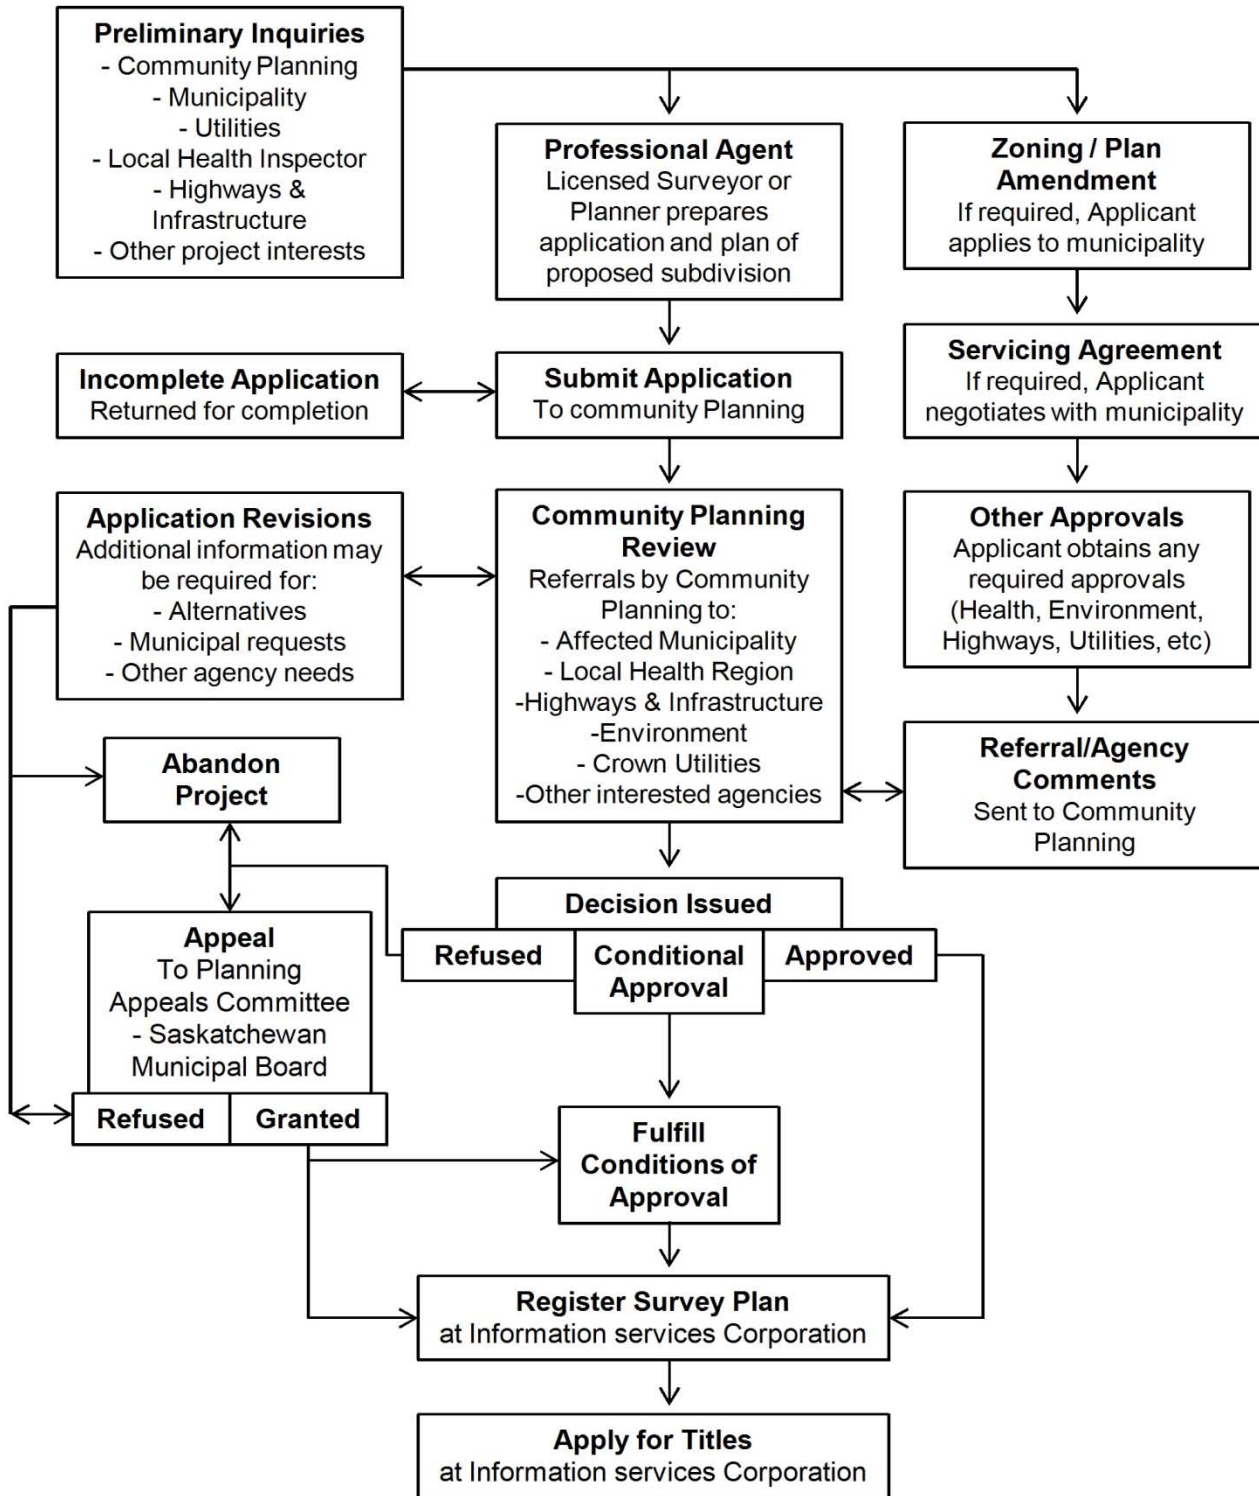 Preliminary Inquiries
- Community Planning
- Municipality
- Utilities
- Local Health Inspector
- Highways &
Infrastructure
- Other project interests
Professional Agent
Licensed Surveyor or
Planner prepares
application and plan of
proposed subdivision
Zoning / Plan
Amendment
If required, Applicant
applies to municipality
Incomplete Application
Returned for completion
Submit Application
To community Planning
Servicing Agreement
If required, Applicant
negotiates with municipality
Application Revisions
Additional information may
be required for:
- Alternatives
- Municipal requests
- Other agency needs
Community Planning
Review
Referrals by Community
Planning to:
- Affected Municipality
- Local Health Region
-Highways & Infrastructure
-Environment
- Crown Utilities
-Other interested agencies
Other Approvals
Applicant obtains any
required approvals
(Health, Environment,
Highways, Utilities, etc)
Referral/Agency
Comments
Sent to Community
Planning
Abandon
Project
Decision Issued
Refused
Conditional
Approval
Approved
Appeal
To Planning
Appeals Committee
- Saskatchewan
Municipal Board
Refused
Granted
Fulfill
Conditions of
Approval
Register Survey Plan
at Information services Corporation
Apply for Titles
at Information services Corporation